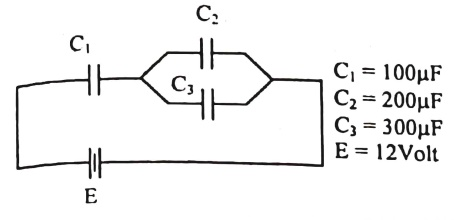 C₂
C₁
C₃
C₁ = 100μF
C₂ = 200μF
C₃ = 300μF
E = 12Volt
E